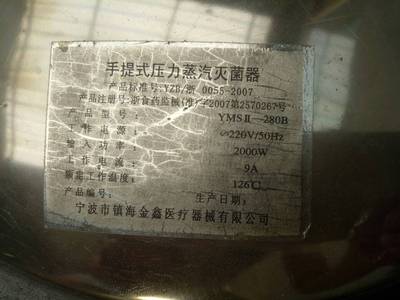 手提式压力蒸汽灭菌器
产品标准号:YZB/浙 0055-2007
产品注册号:浙食药监械(准)字2007第2570267号
产品型号: YMSⅡ-280B
工作电源: ∽220V/50Hz
输入功率: 2000W
工作电流: 9A
额定工作温度: 126℃
产品编号: 生产日期:
宁波市镇海金鑫医疗器械有限公司